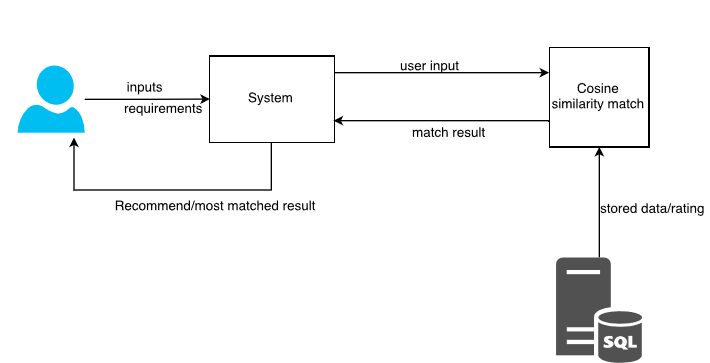 inputs
requirements
System
user input
match result
Cosine
similarity match
Recommend/most matched result
stored data/rating
SQL